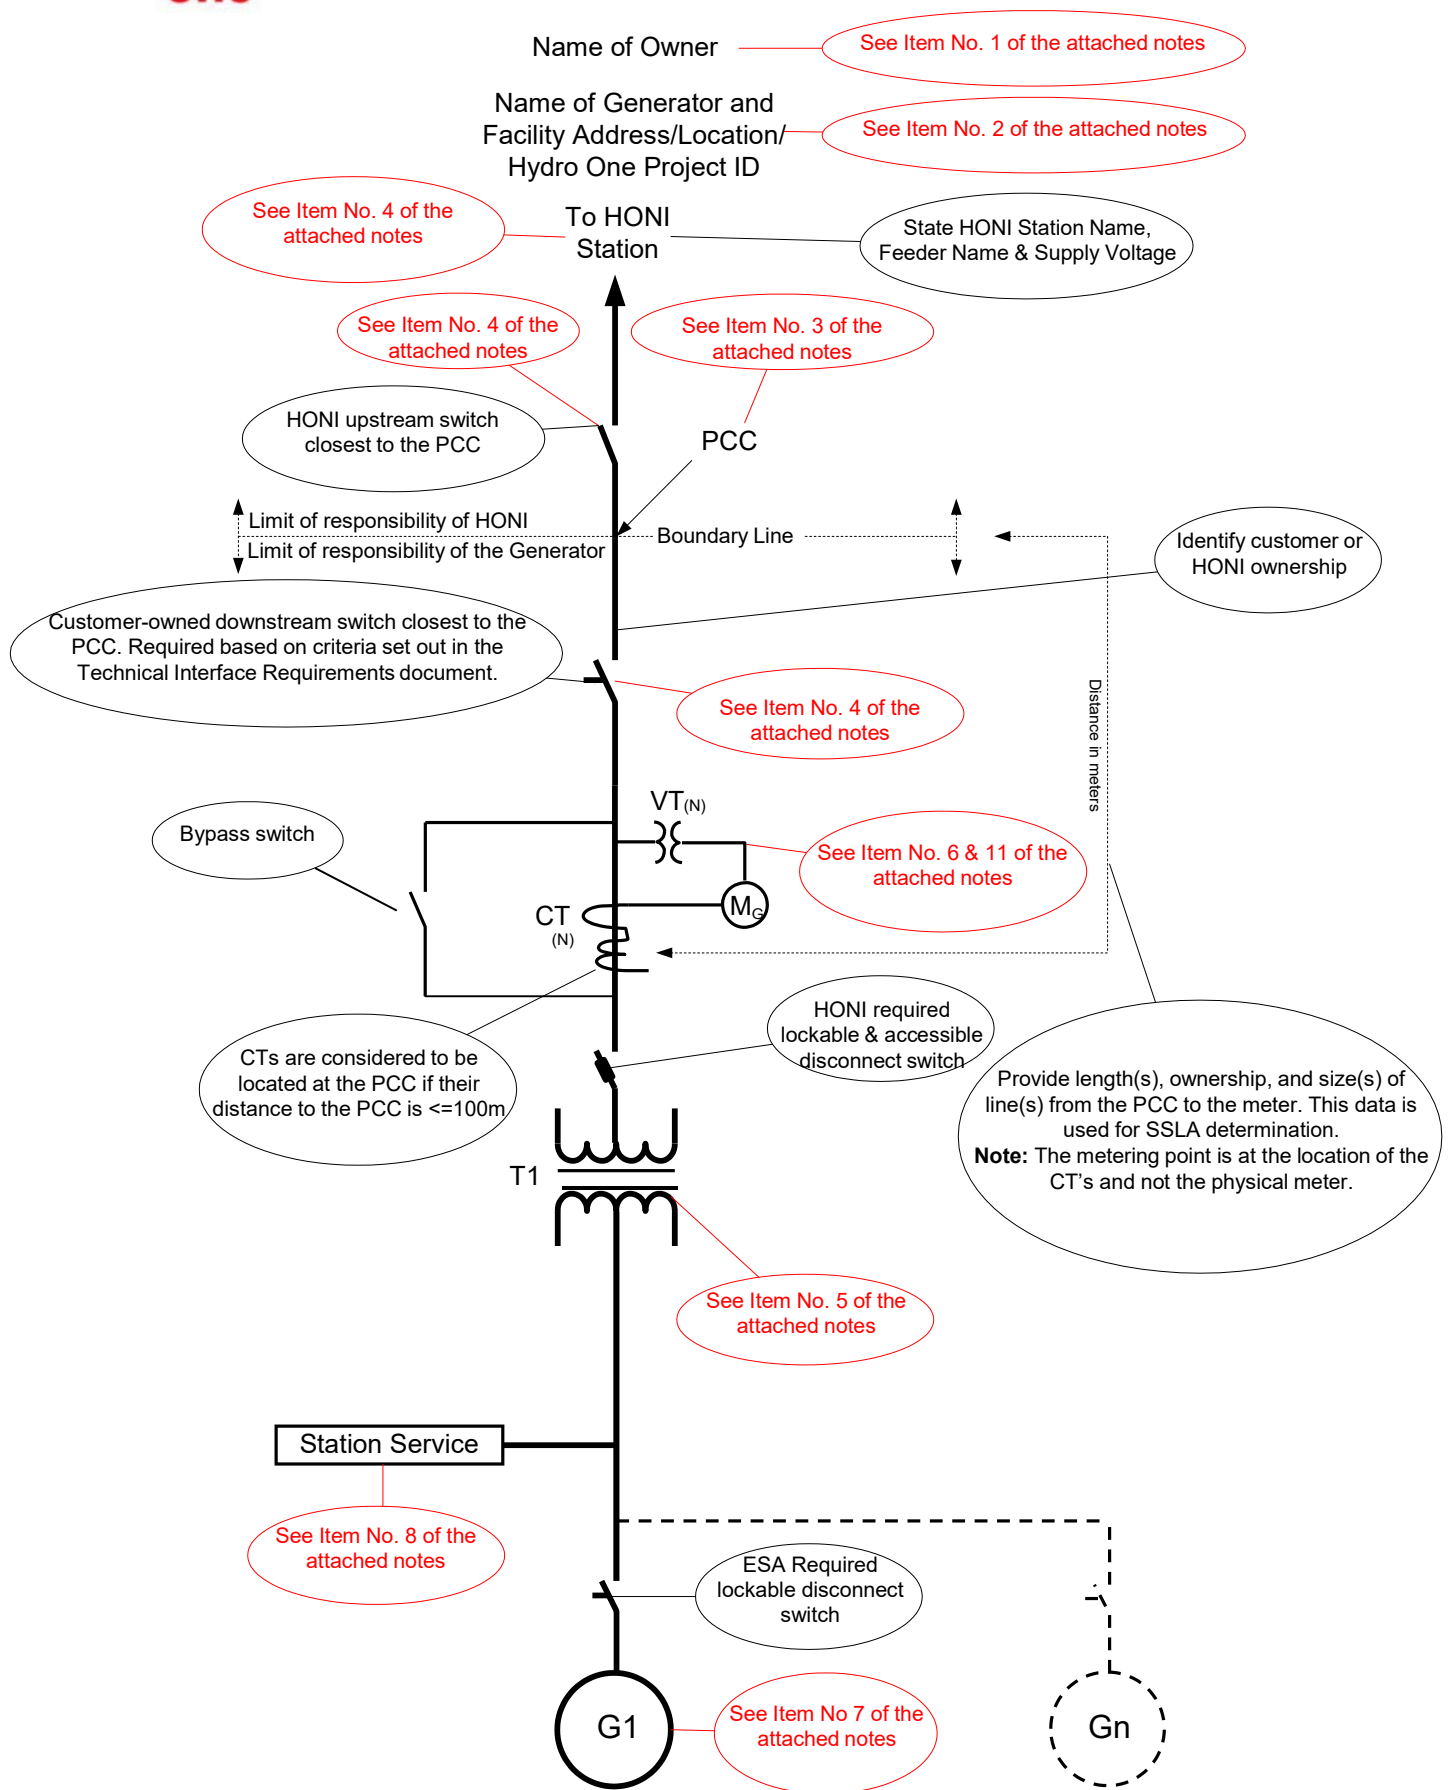 Name of Owner
See Item No. 1 of the attached notes
Name of Generator and
Facility Address/Location/
Hydro One Project ID
See Item No. 2 of the attached notes
See Item No. 4 of the
attached notes
To HONI
Station
State HONI Station Name,
Feeder Name & Supply Voltage
See Item No. 4 of the
attached notes
See Item No. 3 of the
attached notes
HONI upstream switch
closest to the PCC
PCC
Limit of responsibility of HONI
Boundary Line
Limit of responsibility of the Generator
Identify customer or
HONI ownership
Customer-owned downstream switch closest to the
PCC. Required based on criteria set out in the
Technical Interface Requirements document.
See Item No. 4 of the
attached notes
Distance in meters
VT(N)
Bypass switch
See Item No. 6 & 11 of the
attached notes
MG
CT
(N)
HONI required
lockable & accessible
disconnect switch
CTs are considered to be
located at the PCC if their
distance to the PCC is <=100m
Provide length(s), ownership, and size(s) of
line(s) from the PCC to the meter. This data is
used for SSLA determination.
Note: The metering point is at the location of the
CT's and not the physical meter.
T1
See Item No. 5 of the
attached notes
Station Service
See Item No. 8 of the
attached notes
ESA Required
lockable disconnect
switch
G1
See Item No 7 of the
attached notes
Gn